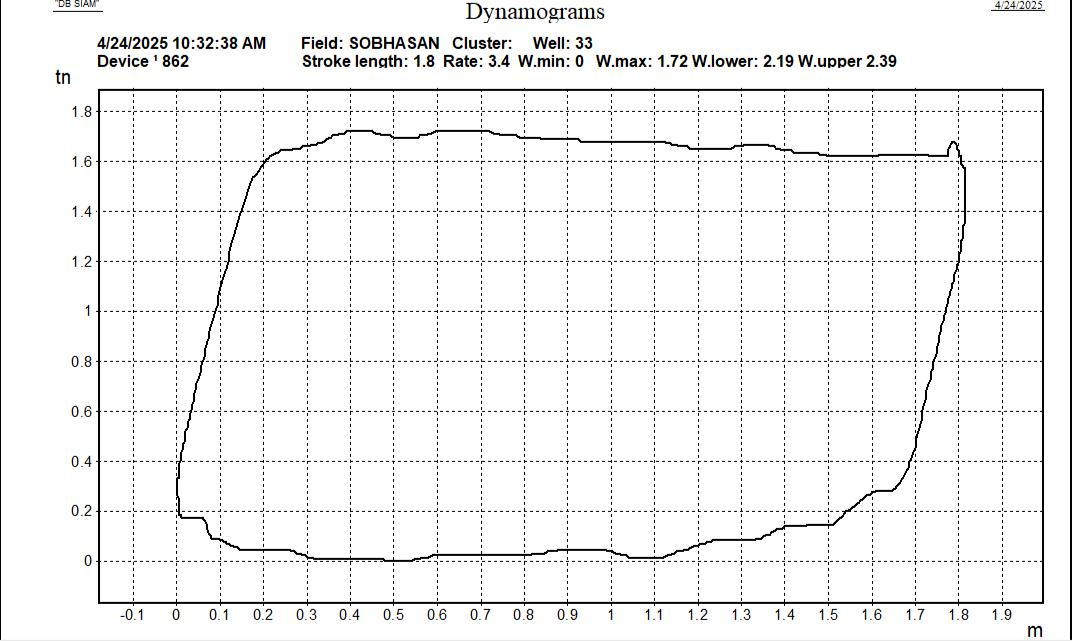 "DB SIAM" Dynamograms 4/24/2025
4/24/2025 10:32:38 AM Field: SOBHASAN Cluster: Well: 33
Device ¹ 862 Stroke length: 1.8 Rate: 3.4 W.min: 0 W.max: 1.72 W.lower: 2.19 W.upper 2.39
tn
1.8
1.6
1.4
1.2
1
0.8
0.6
0.4
0.2
0
-0.1 0 0.1 0.2 0.3 0.4 0.5 0.6 0.7 0.8 0.9 1 1.1 1.2 1.3 1.4 1.5 1.6 1.7 1.8 1.9
m